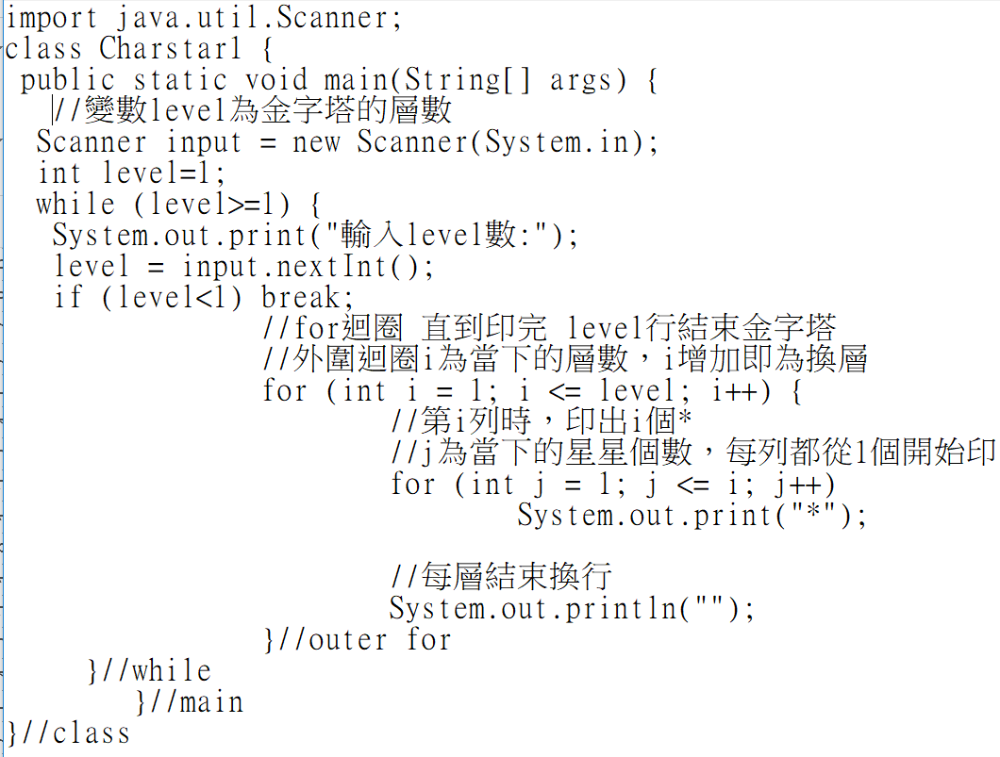 import java.util.Scanner;
class Charstar1 {
 public static void main(String[] args) {
   //變數level為金字塔的層數
  Scanner input = new Scanner(System.in);
  int level=1;
  while (level>=1) {
   System.out.print("輸入level數:");
   level = input.nextInt();
   if (level<1) break;
                //for迴圈 直到印完 level行結束金字塔
                //外圍迴圈i為當下的層數，i增加即為換層
                for (int i = 1; i <= level; i++) {
                        //第i列時，印出i個*
                        //j為當下的星星個數，每列都從1個開始印
                        for (int j = 1; j <= i; j++)
                                System.out.print("*");

                        //每層結束換行
                        System.out.println("");
                }//outer for
     }//while
        }//main
}//class